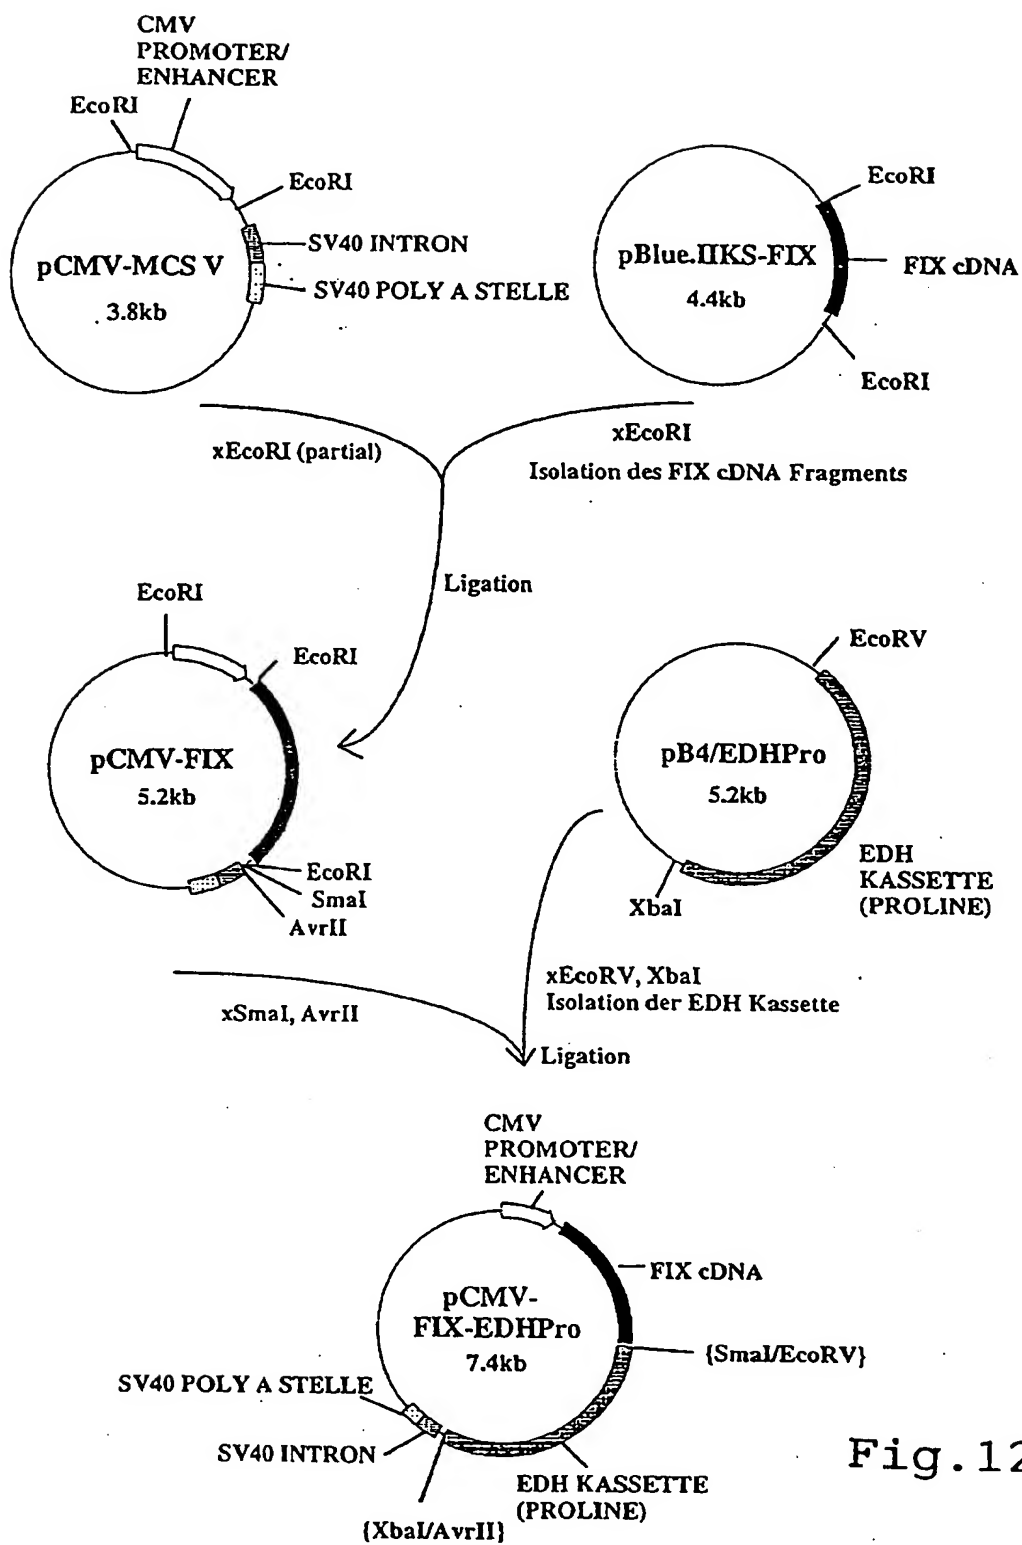 CMV
PROMOTER/
ENHANCER
EcoRI
EcoRI
SV40 INTRON
SV40 POLY A STELLE
pCMV-MCS V
3.8kb
EcoRI
pBlue.IIKS-FIX
4.4kb
FIX cDNA
EcoRI
xEcoRI (partial)
xEcoRI
Isolation des FIX cDNA Fragments
Ligation
EcoRI
EcoRI
pCMV-FIX
5.2kb
EcoRI
SmaI
AvrII
EcoRV
pB4/EDHPro
5.2kb
EDH
KASSETTE
(PROLINE)
XbaI
xSmaI, AvrII
xEcoRV, XbaI
Isolation der EDH Kassette
Ligation
CMV
PROMOTER/
ENHANCER
FIX cDNA
pCMV-
FIX-EDHPro
7.4kb
{SmaI/EcoRV}
SV40 POLY A STELLE
SV40 INTRON
EDH KASSETTE
(PROLINE)
{XbaI/AvrII}
Fig.12